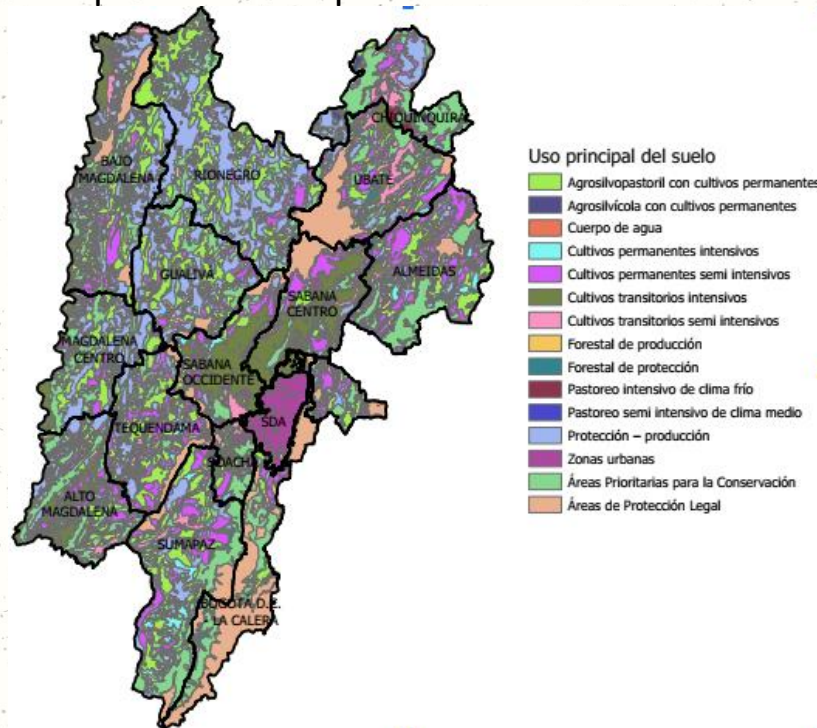 CHIQUINQUIRA
BAJO
MAGDALENA
RIONEGRO
UBATE
GUALIVA
ALMEIDAS
SABANA
CENTRO
MAGDALENA
CENTRO
SABANA
OCCIDENTE
TEQUENDAMA
SDA
SOACHA
ALTO
MAGDALENA
SUMAPAZ
BOGOTA D.C.
- LA CALERA
Uso principal del suelo
Agrosilvopastoril con cultivos permanentes
Agrosilvícola con cultivos permanentes
Cuerpo de agua
Cultivos permanentes intensivos
Cultivos permanentes semi intensivos
Cultivos transitorios intensivos
Cultivos transitorios semi intensivos
Forestal de producción
Forestal de protección
Pastoreo intensivo de clima frío
Pastoreo semi intensivo de clima medio
Protección – producción
Zonas urbanas
Áreas Prioritarias para la Conservación
Áreas de Protección Legal